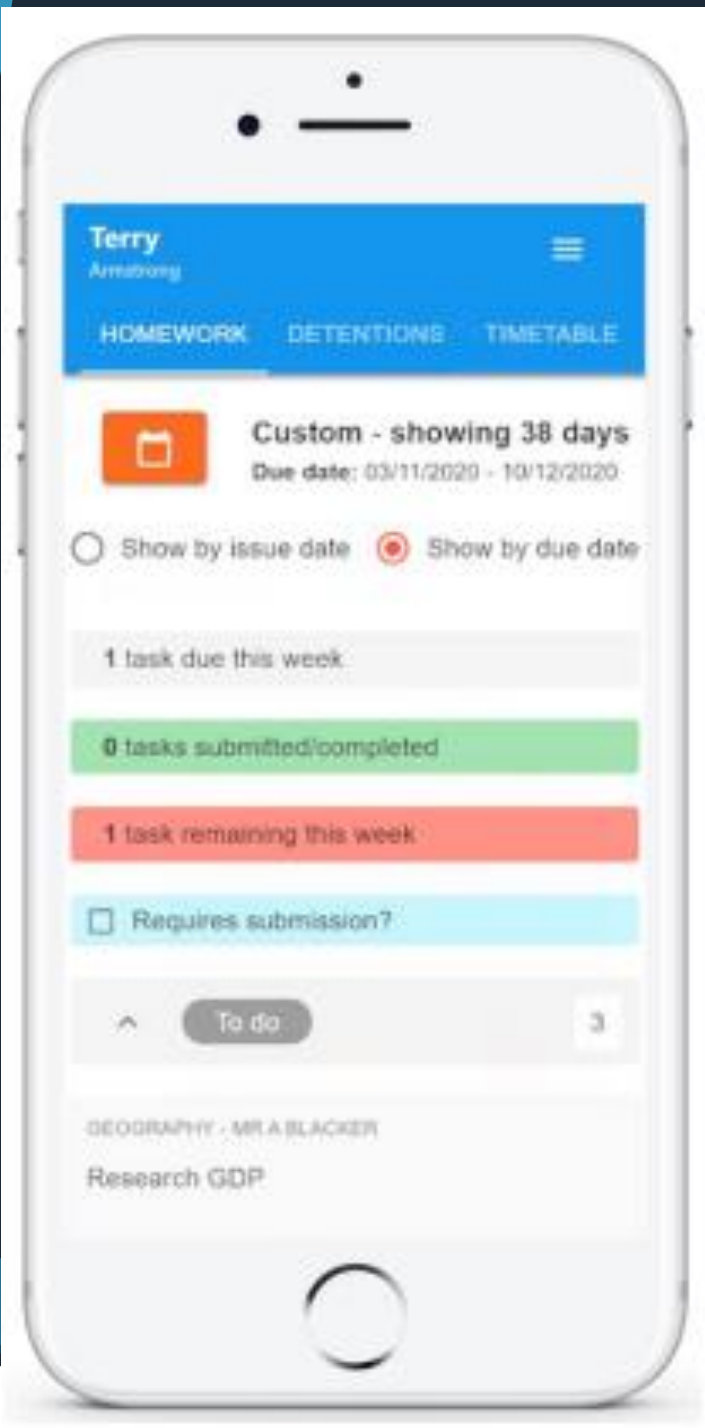 Terry
Armstrong
HOMEWORK DETENTIONS TIMETABLE
Custom - showing 38 days
Due date: 03/11/2020 - 10/12/2020
Show by issue date Show by due date
1 task due this week
0 tasks submitted/completed
1 task remaining this week
Requires submission?
To do 3
GEOGRAPHY - MR A BLACKER
Research GDP